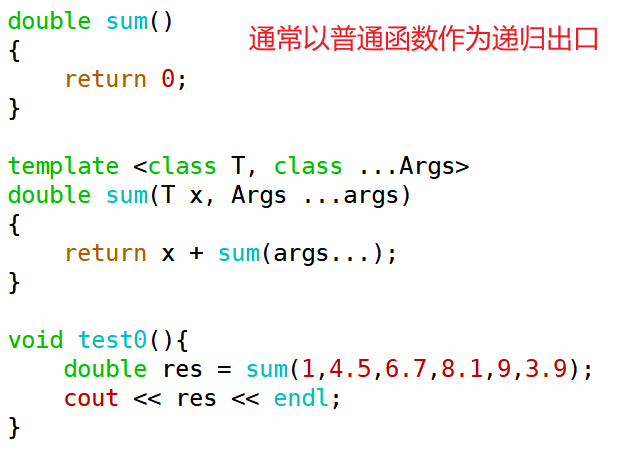 double sum()
通常以普通函数作为递归出口
{
    return 0;
}
template <class T, class ...Args>
double sum(T x, Args ...args)
{
    return x + sum(args...);
}
void test0(){
    double res = sum(1,4.5,6.7,8.1,9,3.9);
    cout << res << endl;
}